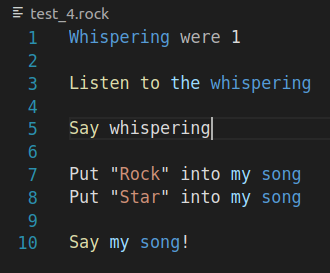 test_4.rock
1 Whispering were 1
2
3 Listen to the whispering
4
5 Say whispering
6
7 Put "Rock" into my song
8 Put "Star" into my song
9
10 Say my song!